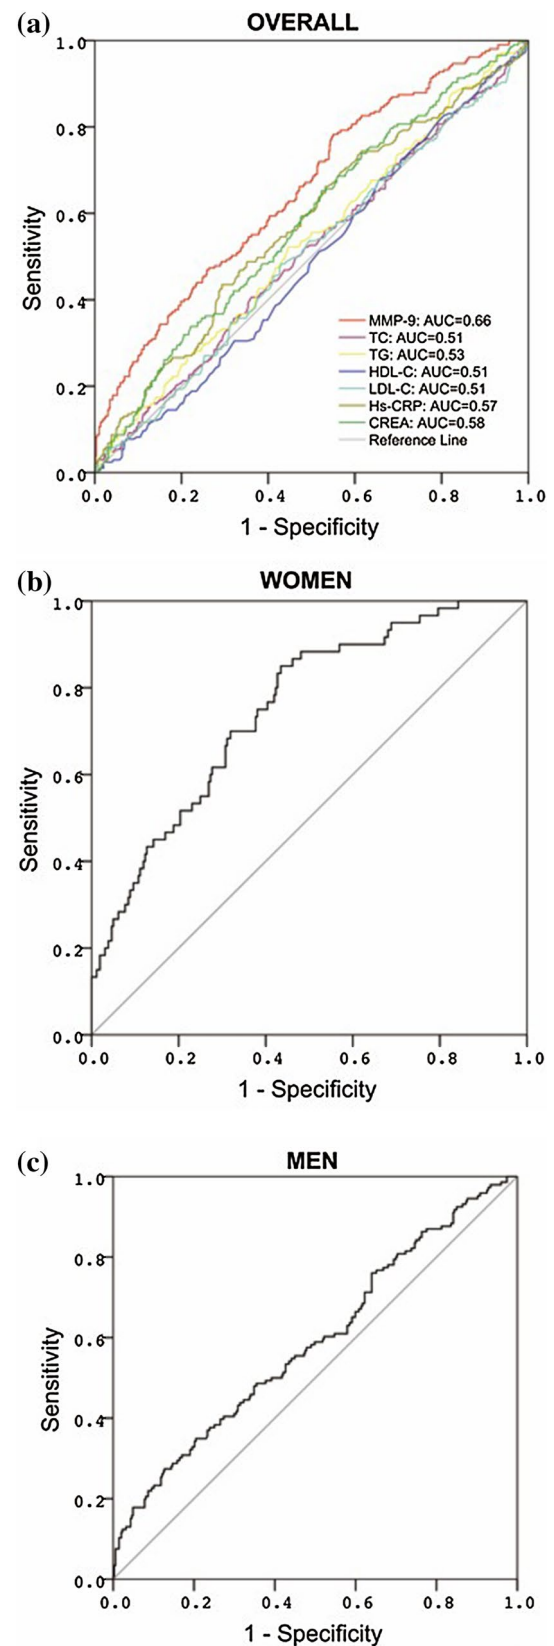 (a)
OVERALL
1.0
0.8
0.6
0.4
0.2
0.0
Sensitivity
MMP-9: AUC=0.66
TC: AUC=0.51
TG: AUC=0.53
HDL-C: AUC=0.51
LDL-C: AUC=0.51
Hs-CRP: AUC=0.57
CREA: AUC=0.58
Reference Line
0.0 0.2 0.4 0.6 0.8 1.0
1 - Specificity
(b)
WOMEN
1.0
0.8
0.6
0.4
0.2
0.0
Sensitivity
0.0 0.2 0.4 0.6 0.8 1.0
1 - Specificity
(c)
MEN
1.0
0.8
0.6
0.4
0.2
0.0
Sensitivity
0.0 0.2 0.4 0.6 0.8 1.0
1 - Specificity